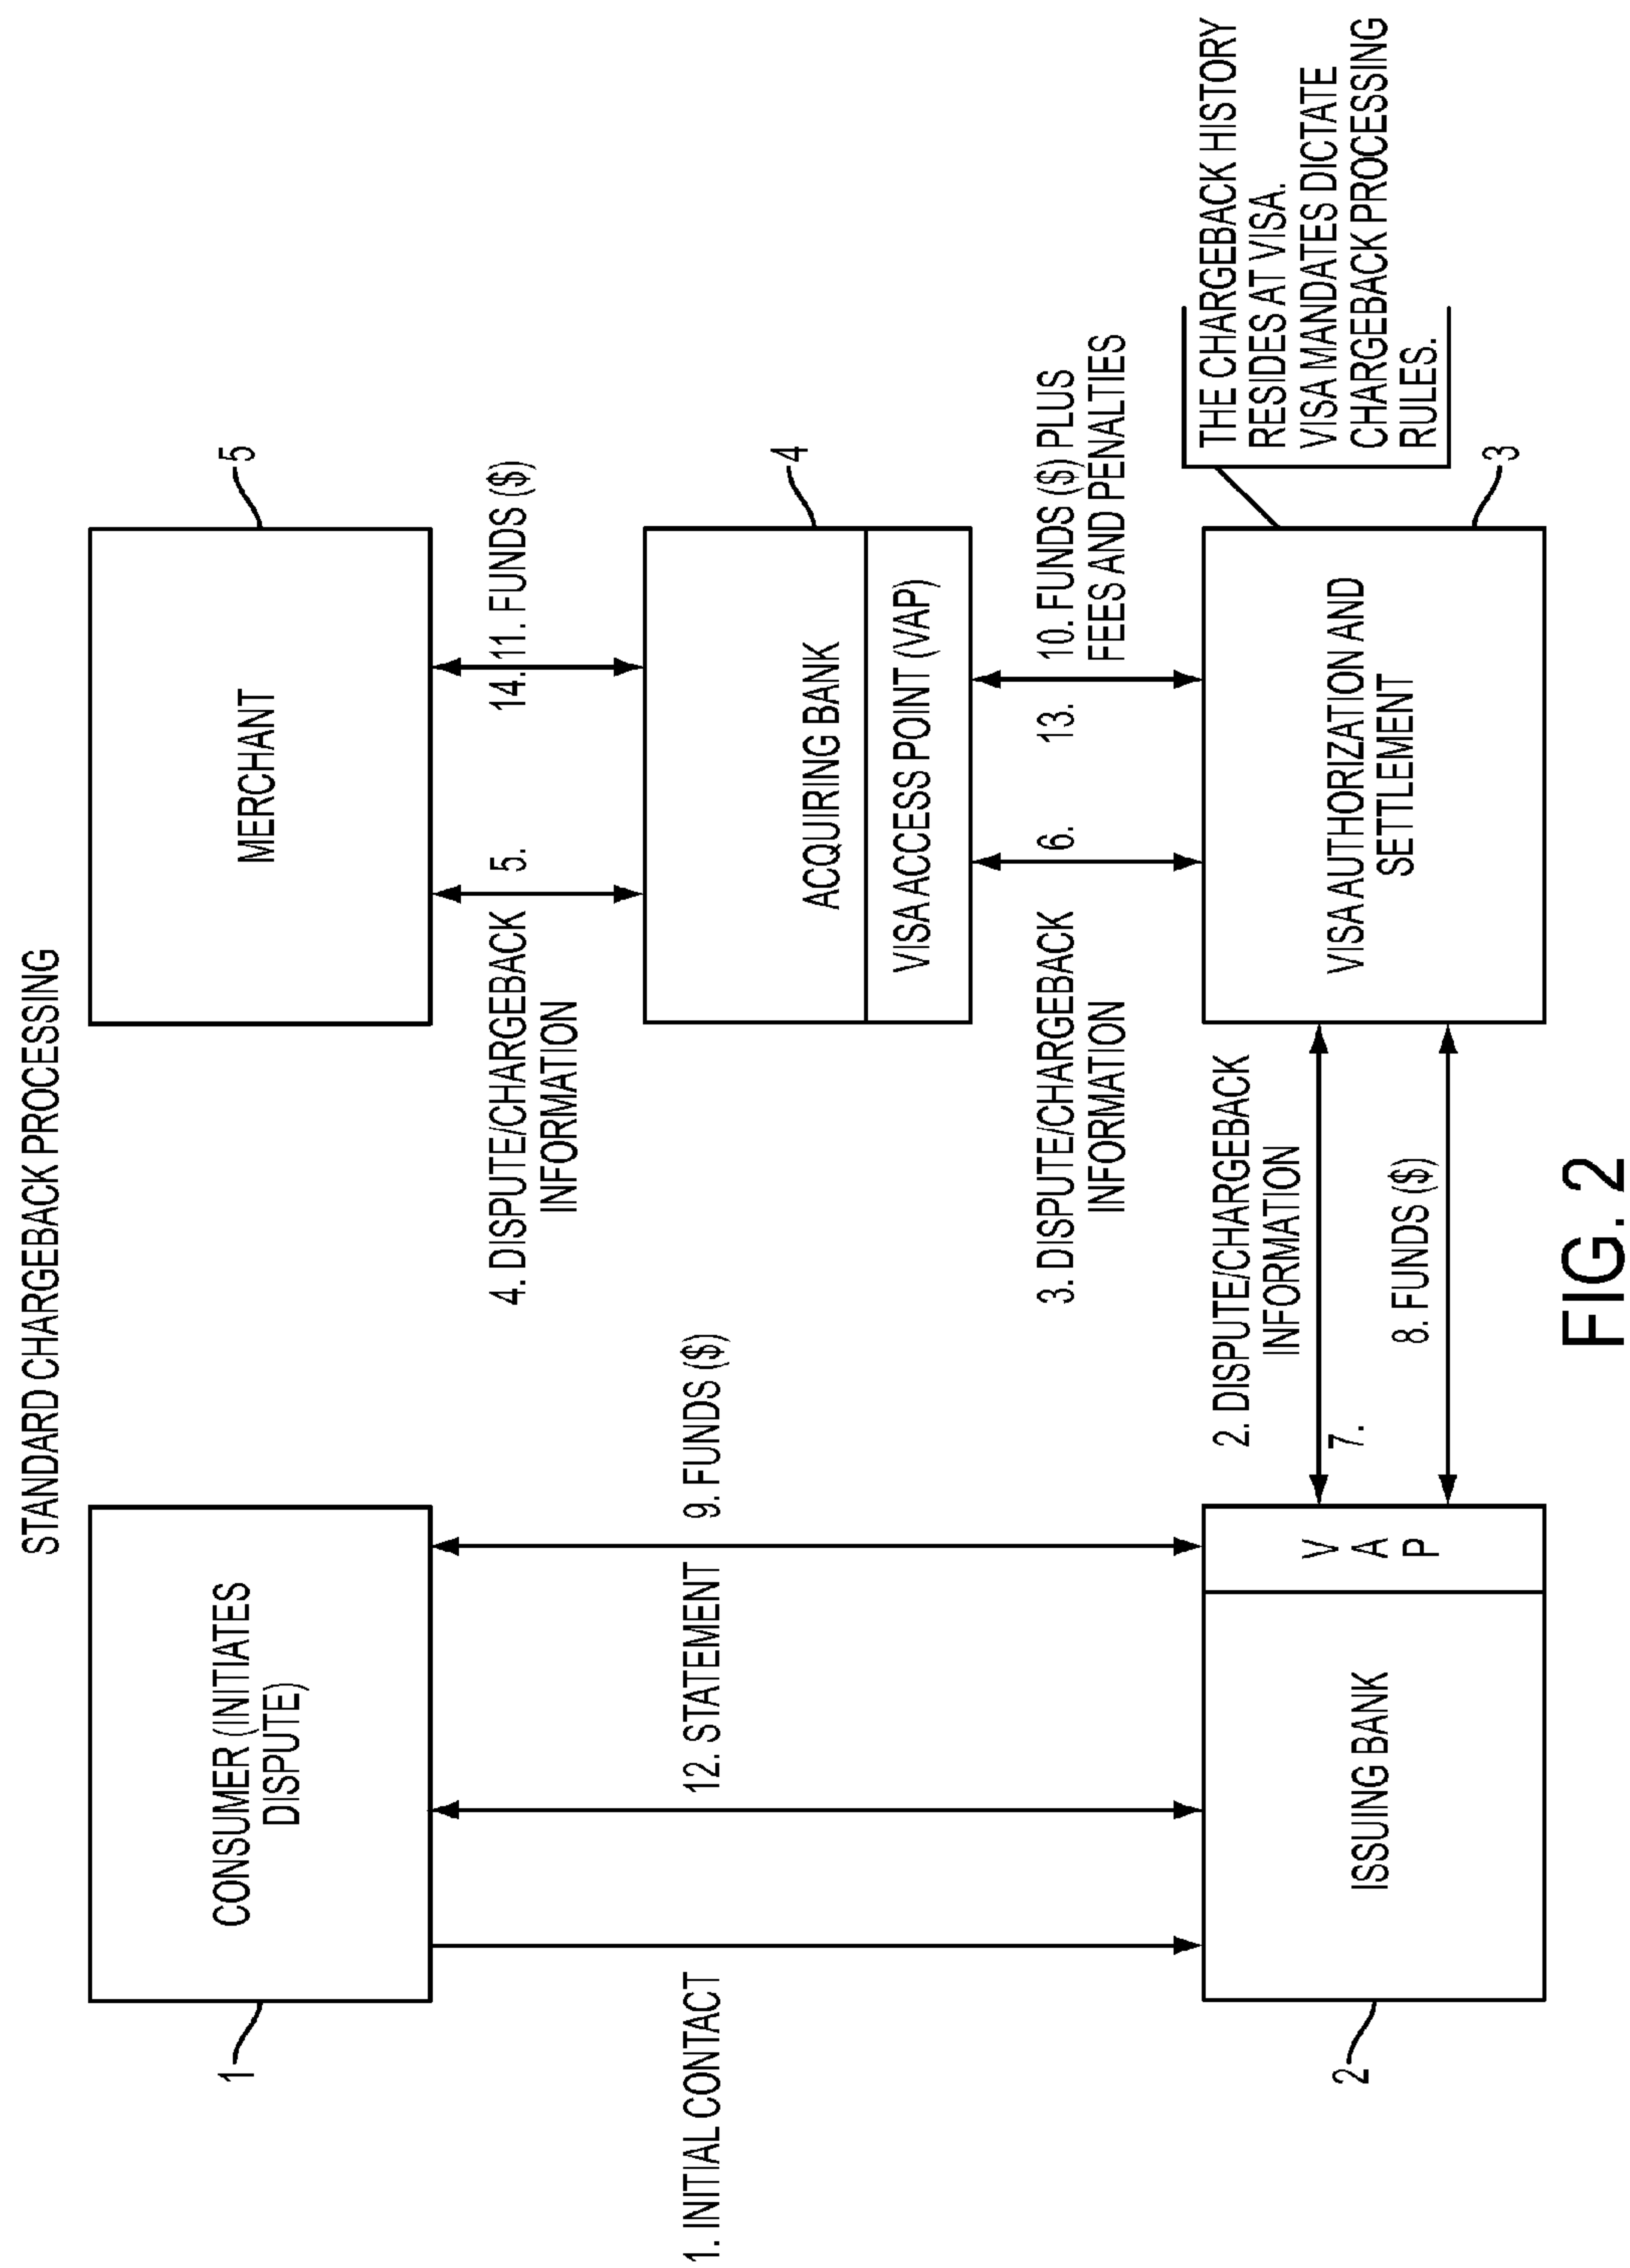 STANDARD CHARGEBACK PROCESSING
1
CONSUMER (INITIATES
DISPUTE)
MERCHANT
5
1. INITIAL CONTACT
12. STATEMENT
9. FUNDS ($)
4. DISPUTE/CHARGEBACK
INFORMATION
5.
14.
11. FUNDS ($)
ACQUIRING BANK
VISA ACCESS POINT (VAP)
4
3. DISPUTE/CHARGEBACK
INFORMATION
6.
13.
10. FUNDS ($) PLUS
FEES AND PENALTIES
2
ISSUING BANK
V
A
P
2. DISPUTE/CHARGEBACK
INFORMATION
7.
8. FUNDS ($)
VISA AUTHORIZATION AND
SETTLEMENT
3
THE CHARGEBACK HISTORY
RESIDES AT VISA.
VISA MANDATES DICTATE
CHARGEBACK PROCESSING
RULES.
FIG. 2